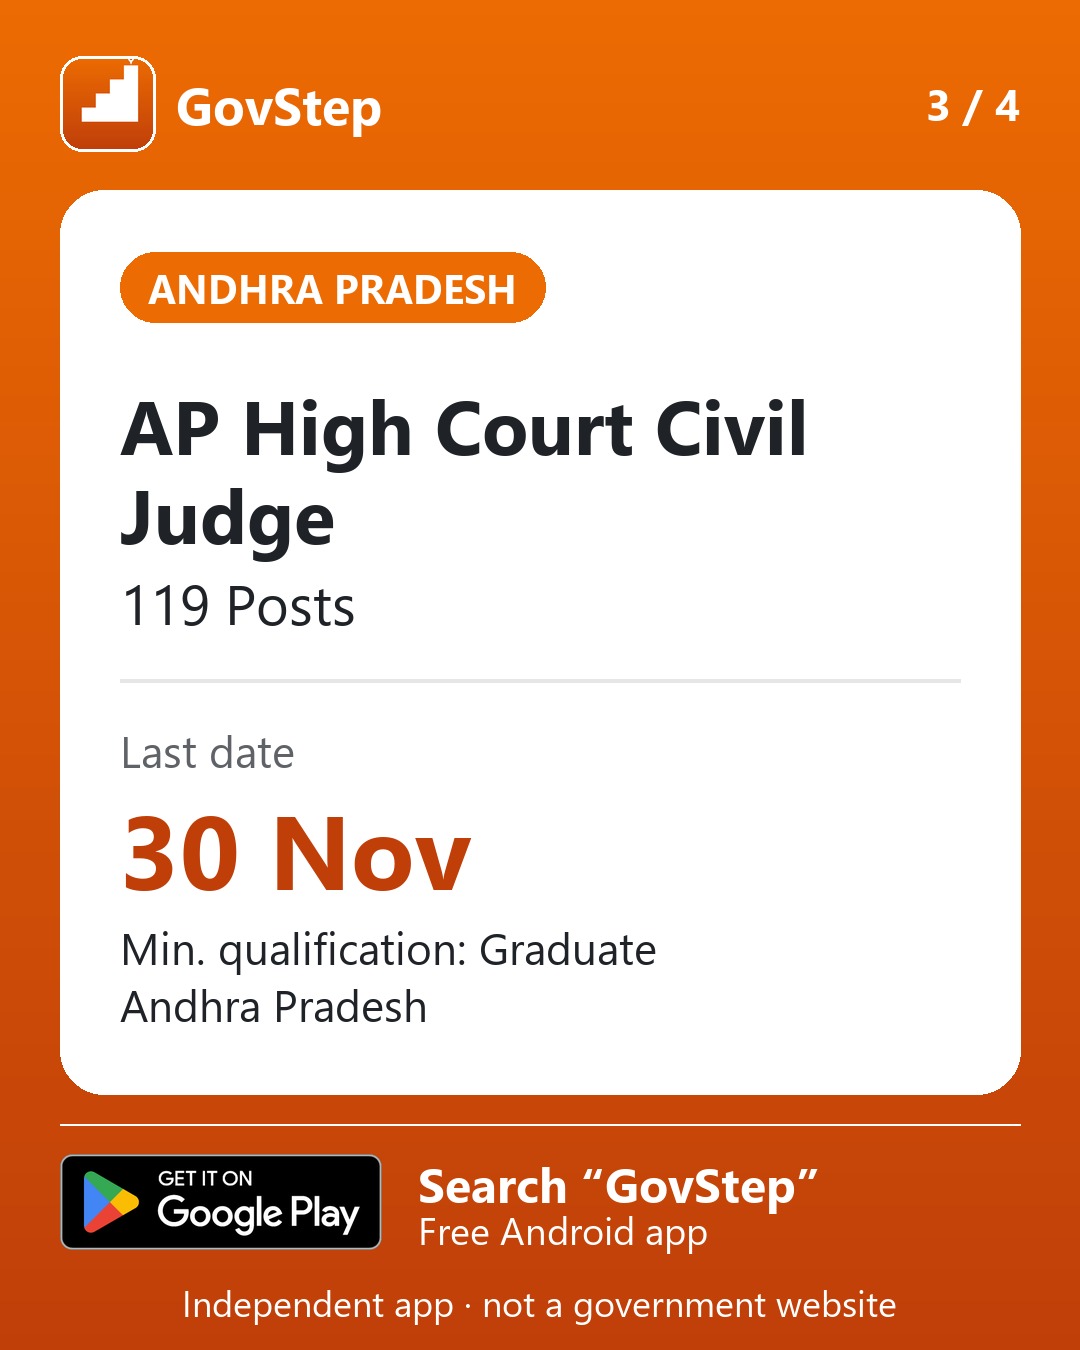 GovStep
3 / 4
ANDHRA PRADESH
AP High Court Civil
Judge
119 Posts
Last date
30 Nov
Min. qualification: Graduate
Andhra Pradesh
GET IT ON
Google Play
Search “GovStep”
Free Android app
Independent app · not a government website